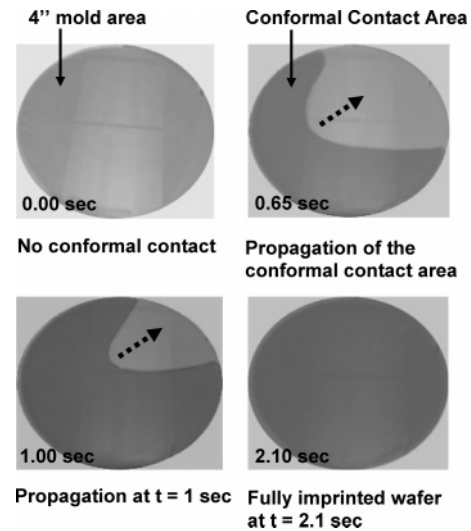 4’’ mold area
Conformal Contact Area
0.00 sec
0.65 sec
No conformal contact
Propagation of the
conformal contact area
1.00 sec
2.10 sec
Propagation at t = 1 sec
Fully imprinted wafer
at t = 2.1 sec